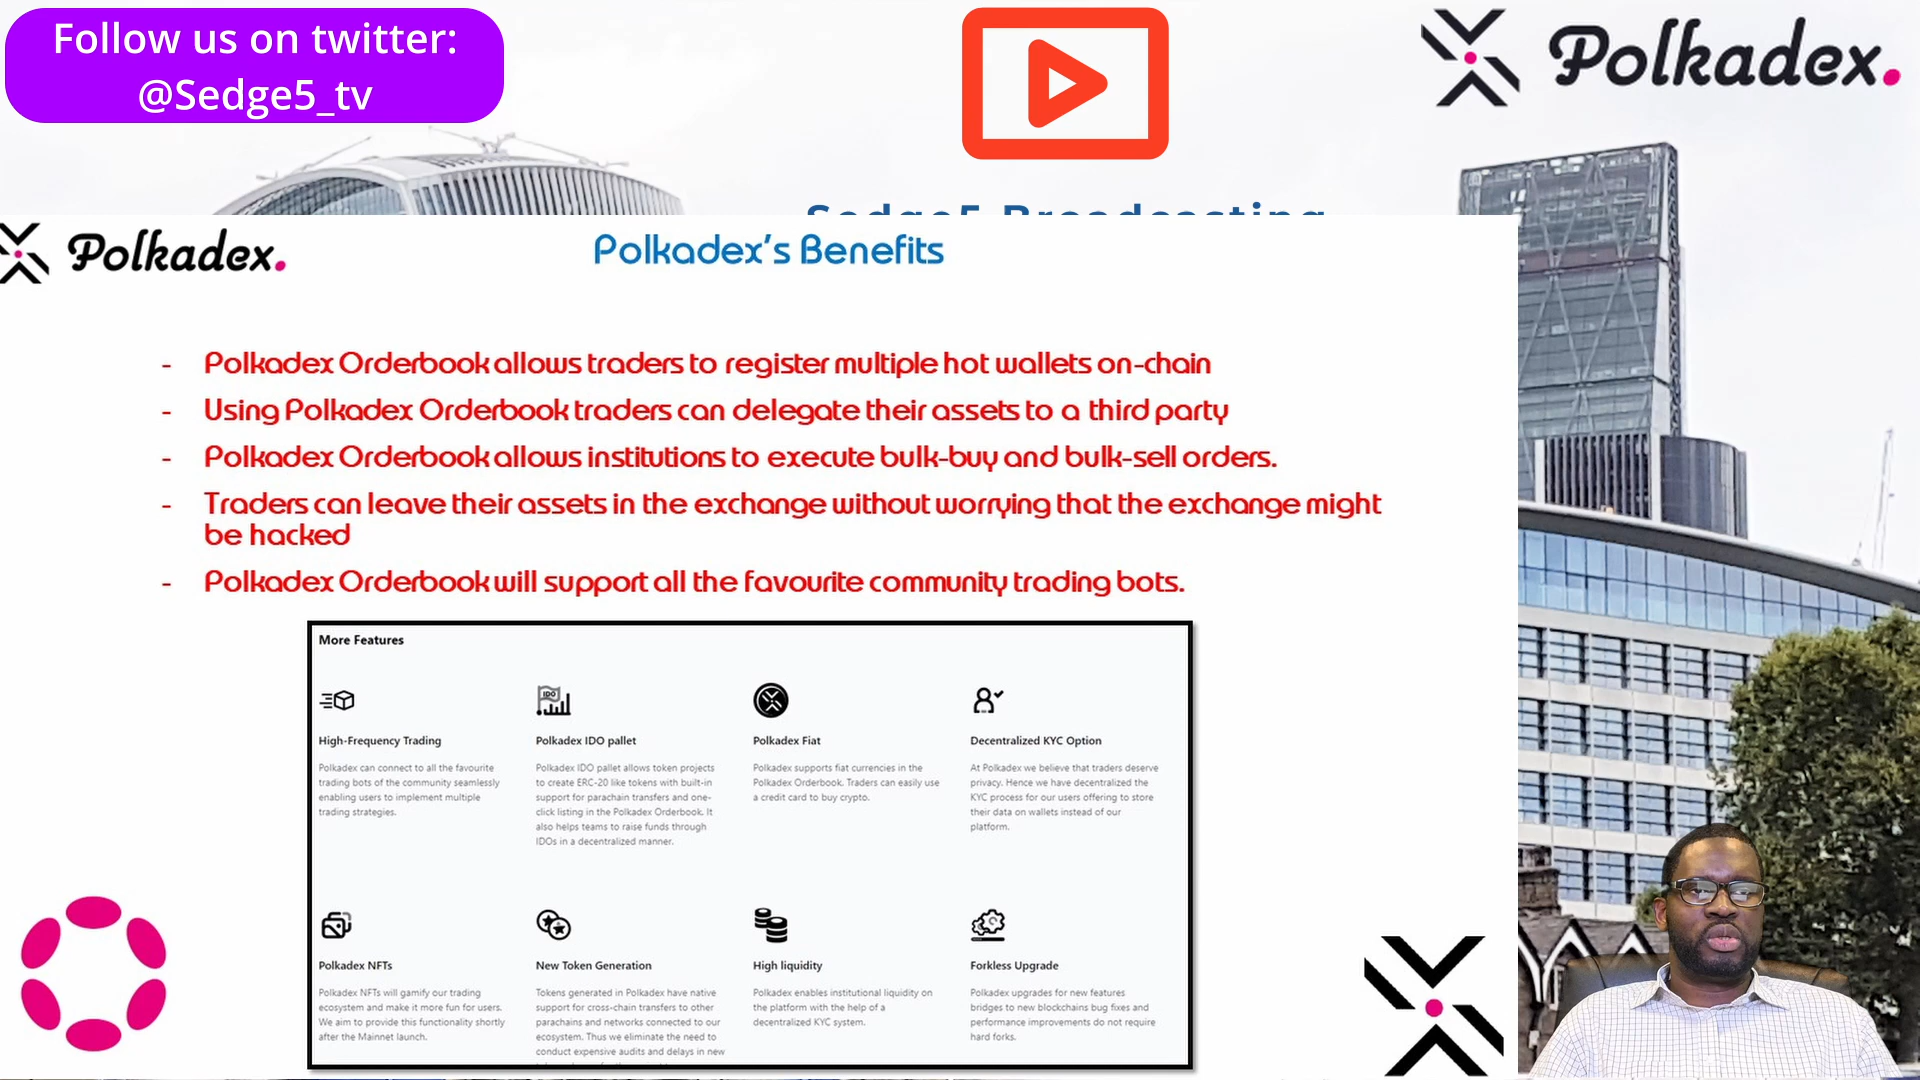 Follow us on twitter:
@Sedge5_tv
Polkadex.
Sedge5 Broadcasting
Polkadex.
Polkadex's Benefits
- Polkadex Orderbook allows traders to register multiple hot wallets on-chain
- Using Polkadex Orderbook traders can delegate their assets to a third party
- Polkadex Orderbook allows institutions to execute bulk-buy and bulk-sell orders.
- Traders can leave their assets in the exchange without worrying that the exchange might
be hacked
- Polkadex Orderbook will support all the favourite community trading bots.
More Features
High-Frequency Trading
Polkadex can connect to all the favourite
trading bots of the community seamlessly
enabling users to implement multiple
trading strategies.
IDO
Polkadex IDO pallet
Polkadex IDO pallet allows token projects
to create ERC-20 like tokens with built-in
support for parachain transfers and one-
click listing in the Polkadex Orderbook. It
also helps teams to raise funds through
IDOs in a decentralized manner.
Polkadex Fiat
Polkadex supports fiat currencies in the
Polkadex Orderbook. Traders can easily use
a credit card to buy crypto.
Decentralized KYC Option
At Polkadex we believe that traders deserve
privacy. Hence we have decentralized the
KYC process for our users offering to store
their data on wallets instead of our
platform.
Polkadex NFTs
Polkadex NFTs will gamify our trading
ecosystem and make it more fun for users.
We aim to provide this functionality shortly
after the Mainnet launch.
New Token Generation
Tokens generated in Polkadex have native
support for cross-chain transfers to other
parachains and networks connected to our
ecosystem. Thus we eliminate the need to
conduct expensive audits and delays in new
High liquidity
Polkadex enables institutional liquidity on
the platform with the help of a
decentralized KYC system.
Forkless Upgrade
Polkadex upgrades for new features
bridges to new blockchains bug fixes and
performance improvements do not require
hard forks.